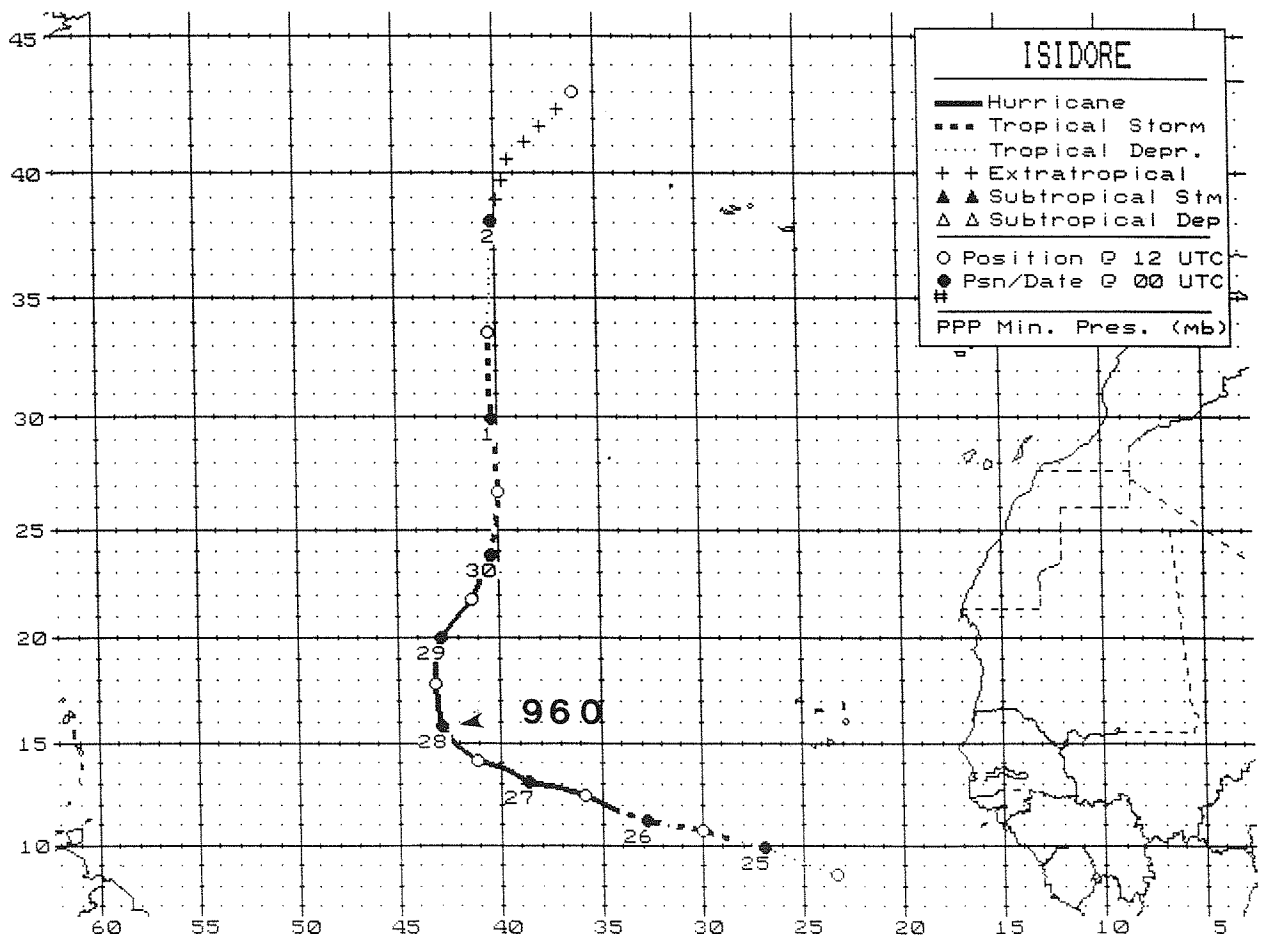 ISIDORE
Hurricane
Tropical Storm
Tropical Depr.
+ + Extratropical
▲ ▲ Subtropical Stm
△ △ Subtropical Dep
○ Position @ 12 UTC
● Psn/Date @ 00 UTC
#
PPP Min. Pres. (mb)
45
40
2
35
30
1
25
30
20
29
960
28
15
27
26
25
10
60 55 50 45 40 35 30 25 20 15 10 5